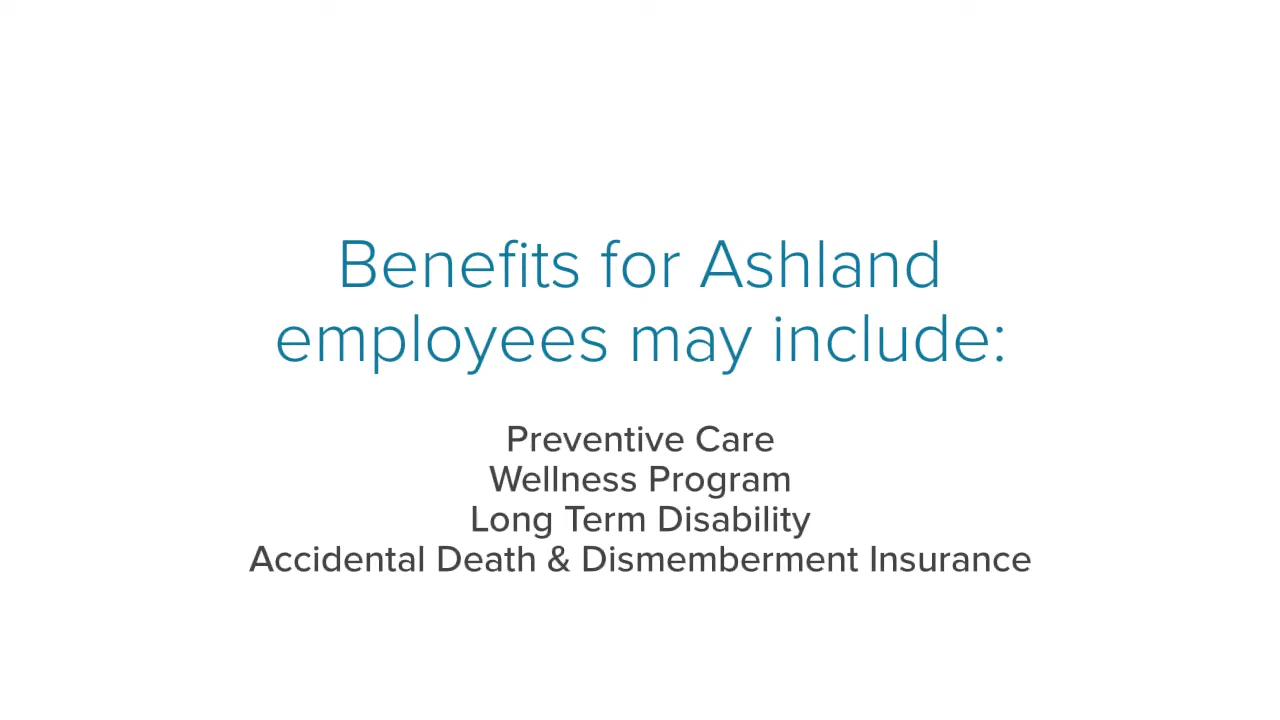 Benefits for Ashland
employees may include:
Preventive Care
Wellness Program
Long Term Disability
Accidental Death & Dismemberment Insurance